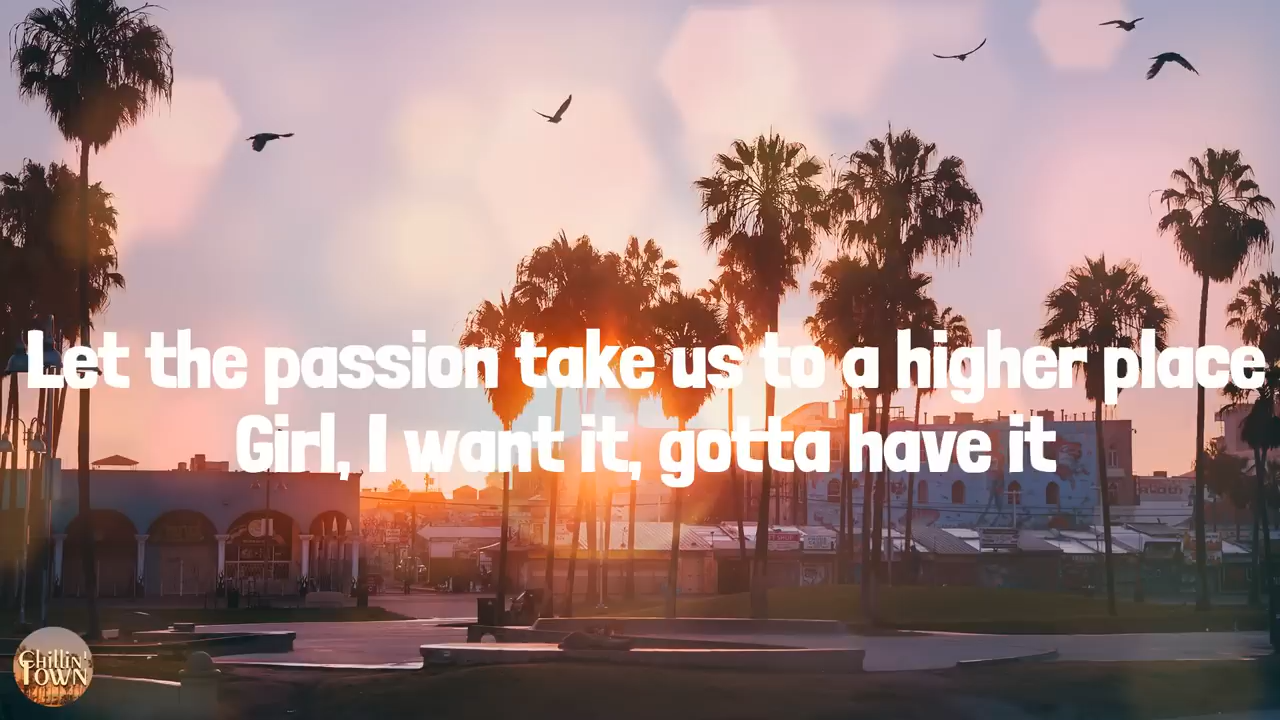 Let the passion take us to a higher place
Girl, I want it, gotta have it
Chillin'
TOWN